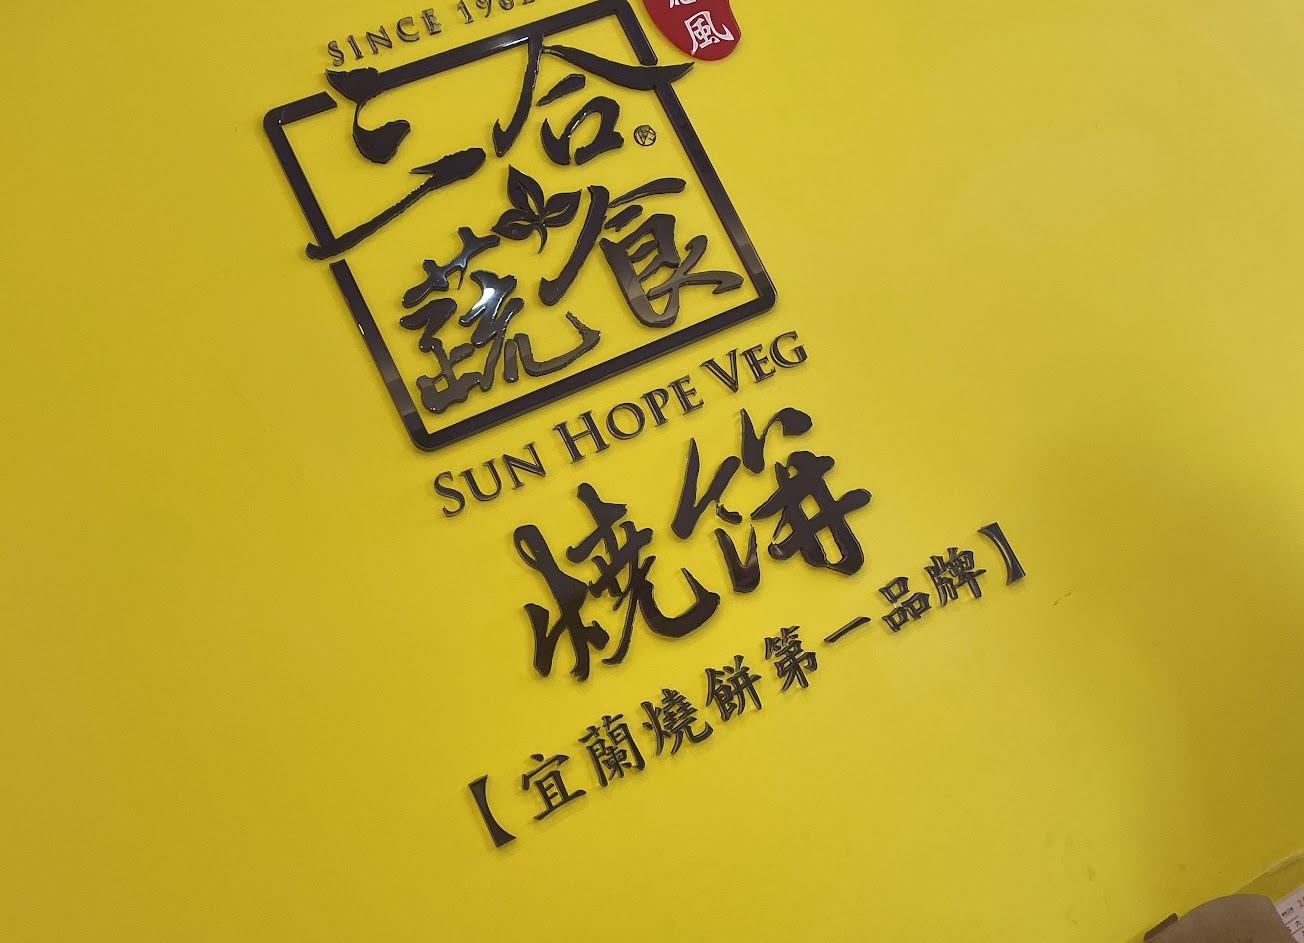 SINCE 196
風
三合
蔬食
®
SUN HOPE VEG
燒餅
【宜蘭燒餅第一品牌】